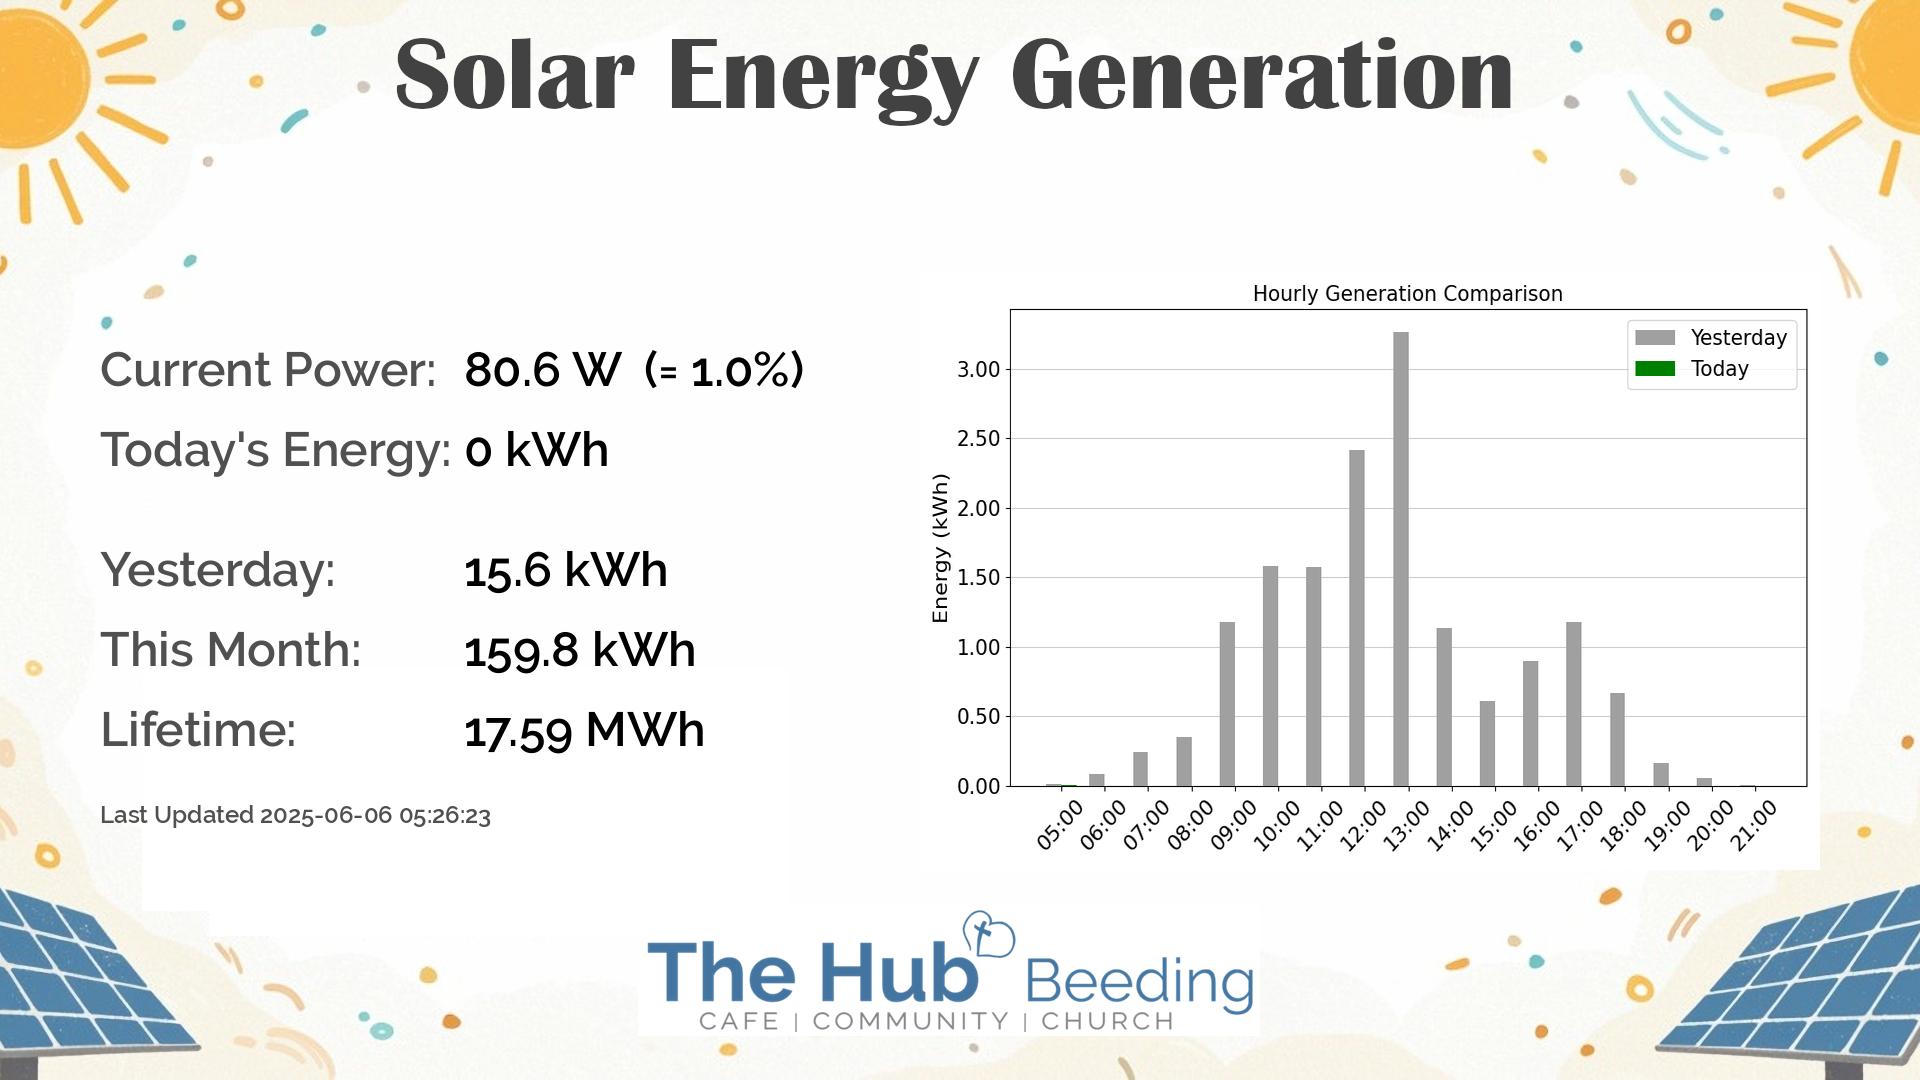 Solar Energy Generation
Current Power: 80.6 W (= 1.0%)
Today's Energy: 0 kWh
Yesterday: 15.6 kWh
This Month: 159.8 kWh
Lifetime: 17.59 MWh
Last Updated 2025-06-06 05:26:23
Hourly Generation Comparison
Yesterday
Today
Energy (kWh)
3.00
2.50
2.00
1.50
1.00
0.50
0.00
05:00 06:00 07:00 08:00 09:00 10:00 11:00 12:00 13:00 14:00 15:00 16:00 17:00 18:00 19:00 20:00 21:00
The Hub Beeding
CAFE | COMMUNITY | CHURCH